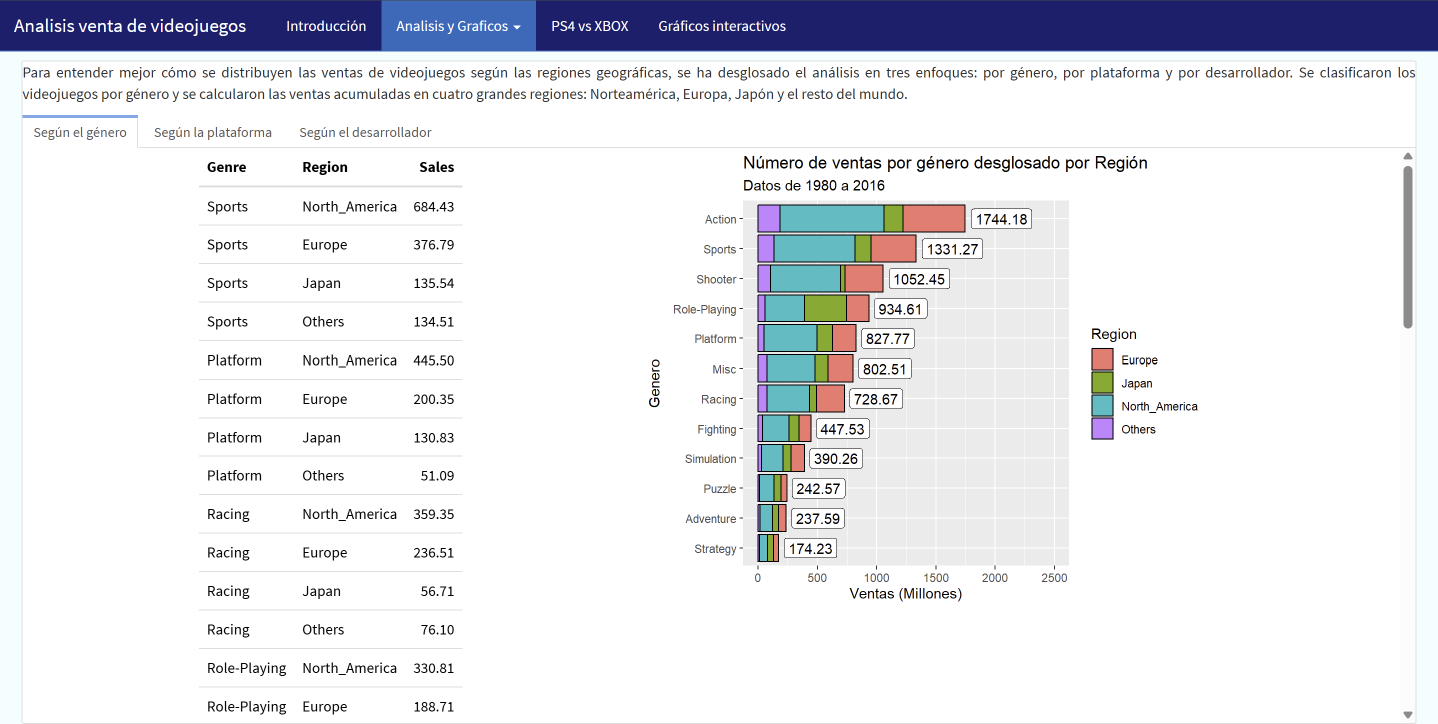 Analisis venta de videojuegos Introducción Analisis y Graficos PS4 vs XBOX Gráficos interactivos
Para entender mejor cómo se distribuyen las ventas de videojuegos según las regiones geográficas, se ha desglosado el análisis en tres enfoques: por género, por plataforma y por desarrollador. Se clasificaron los
videojuegos por género y se calcularon las ventas acumuladas en cuatro grandes regiones: Norteamérica, Europa, Japón y el resto del mundo.
Según el género Según la plataforma Según el desarrollador
Genre Region Sales
Sports North_America 684.43
Sports Europe 376.79
Sports Japan 135.54
Sports Others 134.51
Platform North_America 445.50
Platform Europe 200.35
Platform Japan 130.83
Platform Others 51.09
Racing North_America 359.35
Racing Europe 236.51
Racing Japan 56.71
Racing Others 76.10
Role-Playing North_America 330.81
Role-Playing Europe 188.71
Número de ventas por género desglosado por Región
Datos de 1980 a 2016
Genero
Action 1744.18
Sports 1331.27
Shooter 1052.45
Role-Playing 934.61
Platform 827.77
Misc 802.51
Racing 728.67
Fighting 447.53
Simulation 390.26
Puzzle 242.57
Adventure 237.59
Strategy 174.23
0 500 1000 1500 2000 2500
Ventas (Millones)
Region
Europe
Japan
North_America
Others